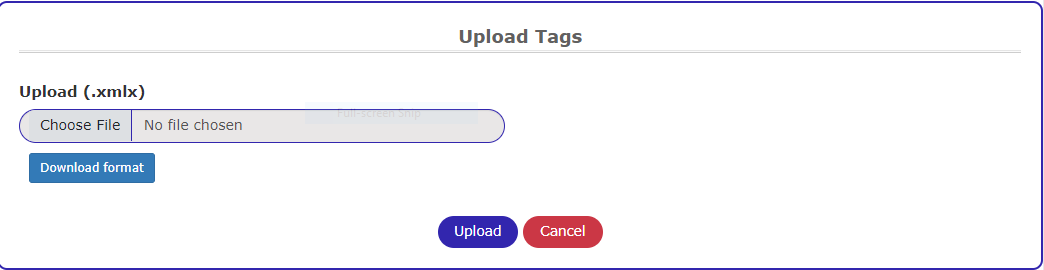 Upload Tags
Upload (.xmlx)
Full-screen Snip
Choose File No file chosen
Download format
Upload Cancel